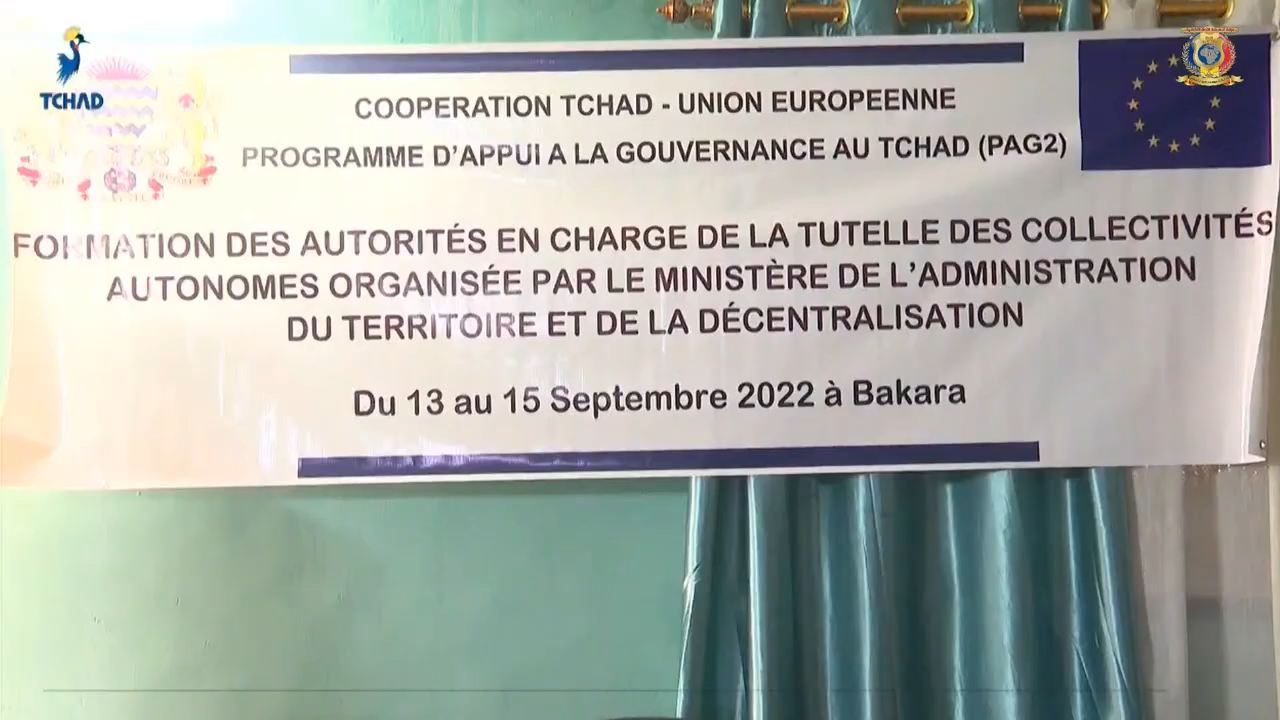 TCHAD
COOPERATION TCHAD - UNION EUROPEENNE
PROGRAMME D'APPUI A LA GOUVERNANCE AU TCHAD (PAG2)
FORMATION DES AUTORITÉS EN CHARGE DE LA TUTELLE DES COLLECTIVITÉS
AUTONOMES ORGANISÉE PAR LE MINISTÈRE DE L'ADMINISTRATION
DU TERRITOIRE ET DE LA DÉCENTRALISATION
Du 13 au 15 Septembre 2022 à Bakara